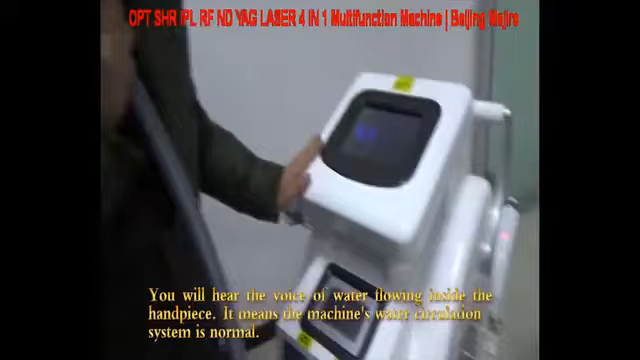 OPT SHR IPL RF ND YAG LASER 4 IN 1 Multifunction Machine | Beijing Mejire
You will hear the voice of water flowing inside the
handpiece. It means the machine's water circulation
system is normal.